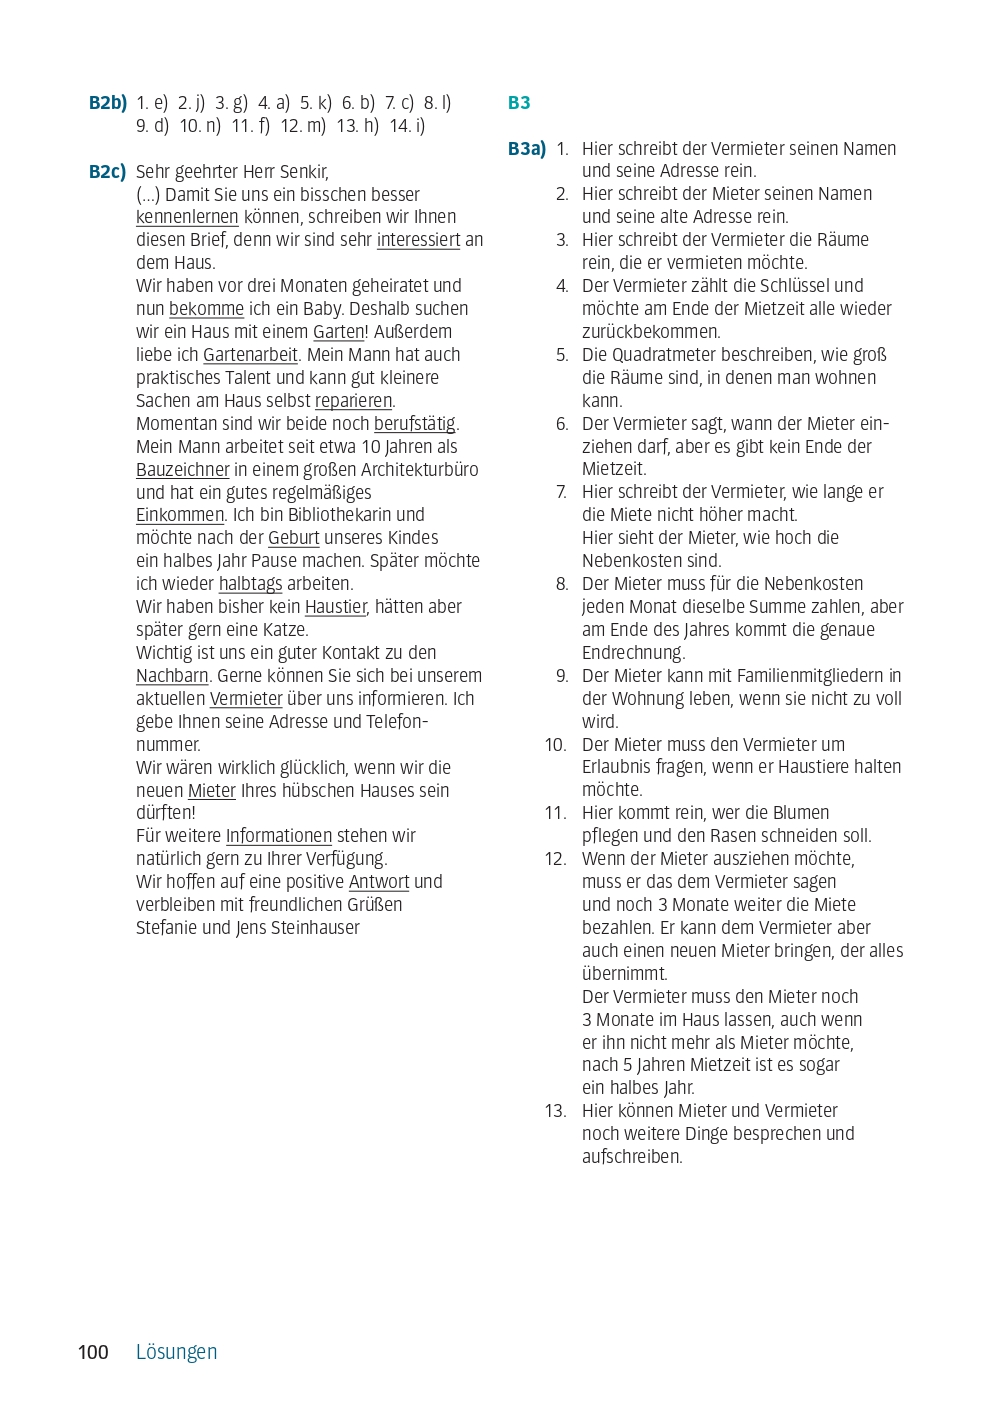 B2b) 1. e) 2. j) 3. g) 4. a) 5. k) 6. b) 7. c) 8. l)
9. d) 10. n) 11. f) 12. m) 13. h) 14. i)
B2c) Sehr geehrter Herr Senkir,
(...) Damit Sie uns ein bisschen besser
kennenlernen können, schreiben wir Ihnen
diesen Brief, denn wir sind sehr interessiert an
dem Haus.
Wir haben vor drei Monaten geheiratet und
nun bekomme ich ein Baby. Deshalb suchen
wir ein Haus mit einem Garten! Außerdem
liebe ich Gartenarbeit. Mein Mann hat auch
praktisches Talent und kann gut kleinere
Sachen am Haus selbst reparieren.
Momentan sind wir beide noch berufstätig.
Mein Mann arbeitet seit etwa 10 Jahren als
Bauzeichner in einem großen Architekturbüro
und hat ein gutes regelmäßiges
Einkommen. Ich bin Bibliothekarin und
möchte nach der Geburt unseres Kindes
ein halbes Jahr Pause machen. Später möchte
ich wieder halbtags arbeiten.
Wir haben bisher kein Haustier, hätten aber
später gern eine Katze.
Wichtig ist uns ein guter Kontakt zu den
Nachbarn. Gerne können Sie sich bei unserem
aktuellen Vermieter über uns informieren. Ich
gebe Ihnen seine Adresse und Telefon-
nummer.
Wir wären wirklich glücklich, wenn wir die
neuen Mieter Ihres hübschen Hauses sein
dürften!
Für weitere Informationen stehen wir
natürlich gern zu Ihrer Verfügung.
Wir hoffen auf eine positive Antwort und
verbleiben mit freundlichen Grüßen
Stefanie und Jens Steinhauser
B3
B3a) 1. Hier schreibt der Vermieter seinen Namen
und seine Adresse rein.
2. Hier schreibt der Mieter seinen Namen
und seine alte Adresse rein.
3. Hier schreibt der Vermieter die Räume
rein, die er vermieten möchte.
4. Der Vermieter zählt die Schlüssel und
möchte am Ende der Mietzeit alle wieder
zurückbekommen.
5. Die Quadratmeter beschreiben, wie groß
die Räume sind, in denen man wohnen
kann.
6. Der Vermieter sagt, wann der Mieter ein-
ziehen darf, aber es gibt kein Ende der
Mietzeit.
7. Hier schreibt der Vermieter, wie lange er
die Miete nicht höher macht.
Hier sieht der Mieter, wie hoch die
Nebenkosten sind.
8. Der Mieter muss für die Nebenkosten
jeden Monat dieselbe Summe zahlen, aber
am Ende des Jahres kommt die genaue
Endrechnung.
9. Der Mieter kann mit Familienmitgliedern in
der Wohnung leben, wenn sie nicht zu voll
wird.
10. Der Mieter muss den Vermieter um
Erlaubnis fragen, wenn er Haustiere halten
möchte.
11. Hier kommt rein, wer die Blumen
pflegen und den Rasen schneiden soll.
12. Wenn der Mieter ausziehen möchte,
muss er das dem Vermieter sagen
und noch 3 Monate weiter die Miete
bezahlen. Er kann dem Vermieter aber
auch einen neuen Mieter bringen, der alles
übernimmt.
Der Vermieter muss den Mieter noch
3 Monate im Haus lassen, auch wenn
er ihn nicht mehr als Mieter möchte,
nach 5 Jahren Mietzeit ist es sogar
ein halbes Jahr.
13. Hier können Mieter und Vermieter
noch weitere Dinge besprechen und
aufschreiben.
100 Lösungen